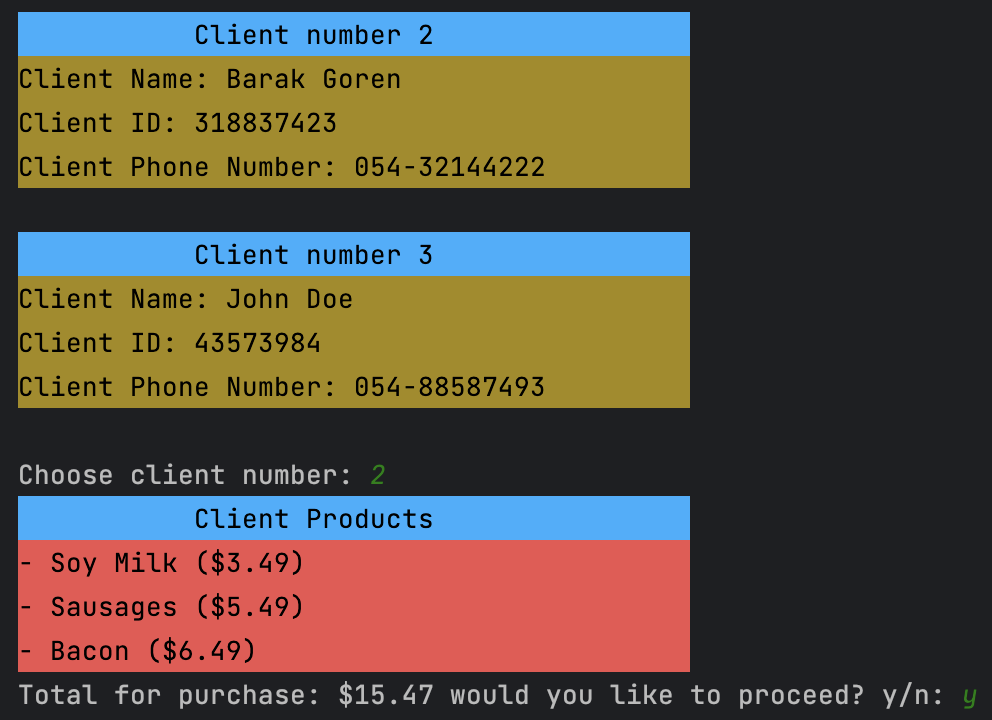 Client number 2
Client Name: Barak Goren
Client ID: 318837423
Client Phone Number: 054-32144222
Client number 3
Client Name: John Doe
Client ID: 43573984
Client Phone Number: 054-88587493
Choose client number: 2
Client Products
- Soy Milk ($3.49)
- Sausages ($5.49)
- Bacon ($6.49)
Total for purchase: $15.47 would you like to proceed? y/n: y